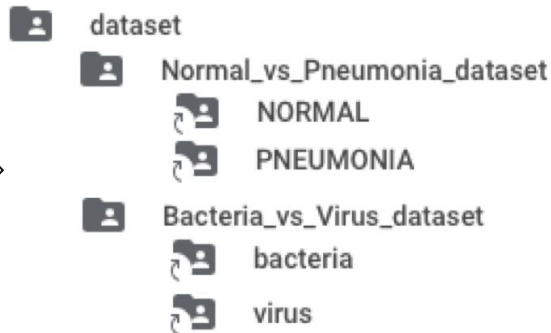 dataset
Normal_vs_Pneumonia_dataset
NORMAL
PNEUMONIA
Bacteria_vs_Virus_dataset
bacteria
virus